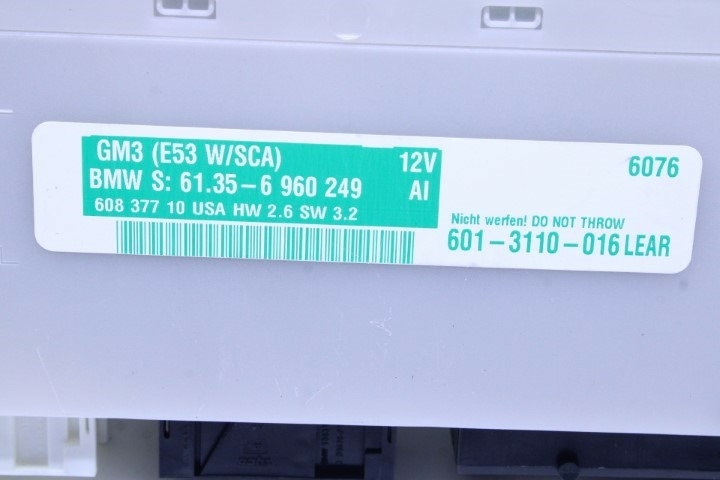 GM3 (E53 W/SCA) 12V
BMW S: 61.35-6 960 249 AI
608 377 10 USA HW 2.6 SW 3.2
6076
Nicht werfen! DO NOT THROW
601-3110-016 LEAR